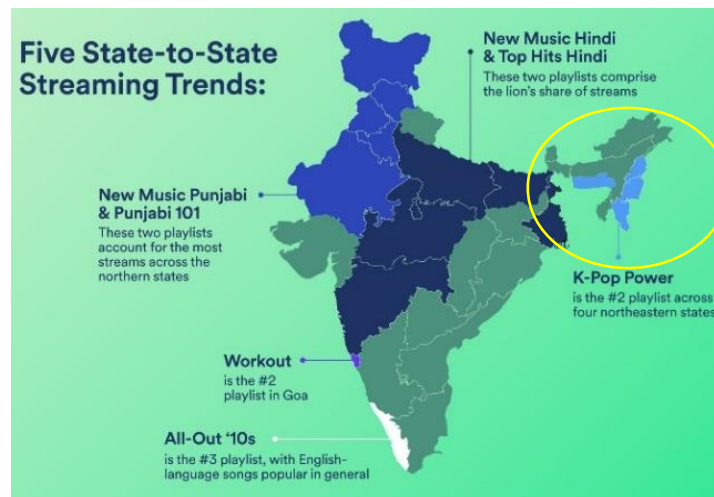 Five State-to-State
Streaming Trends:
New Music Hindi
& Top Hits Hindi
These two playlists comprise
the lion's share of streams
New Music Punjabi
& Punjabi 101
These two playlists
account for the most
streams across the
northern states
K-Pop Power
is the #2 playlist across
four northeastern states
Workout
is the #2
playlist in Goa
All-Out ‘10s
is the #3 playlist, with English-
language songs popular in general